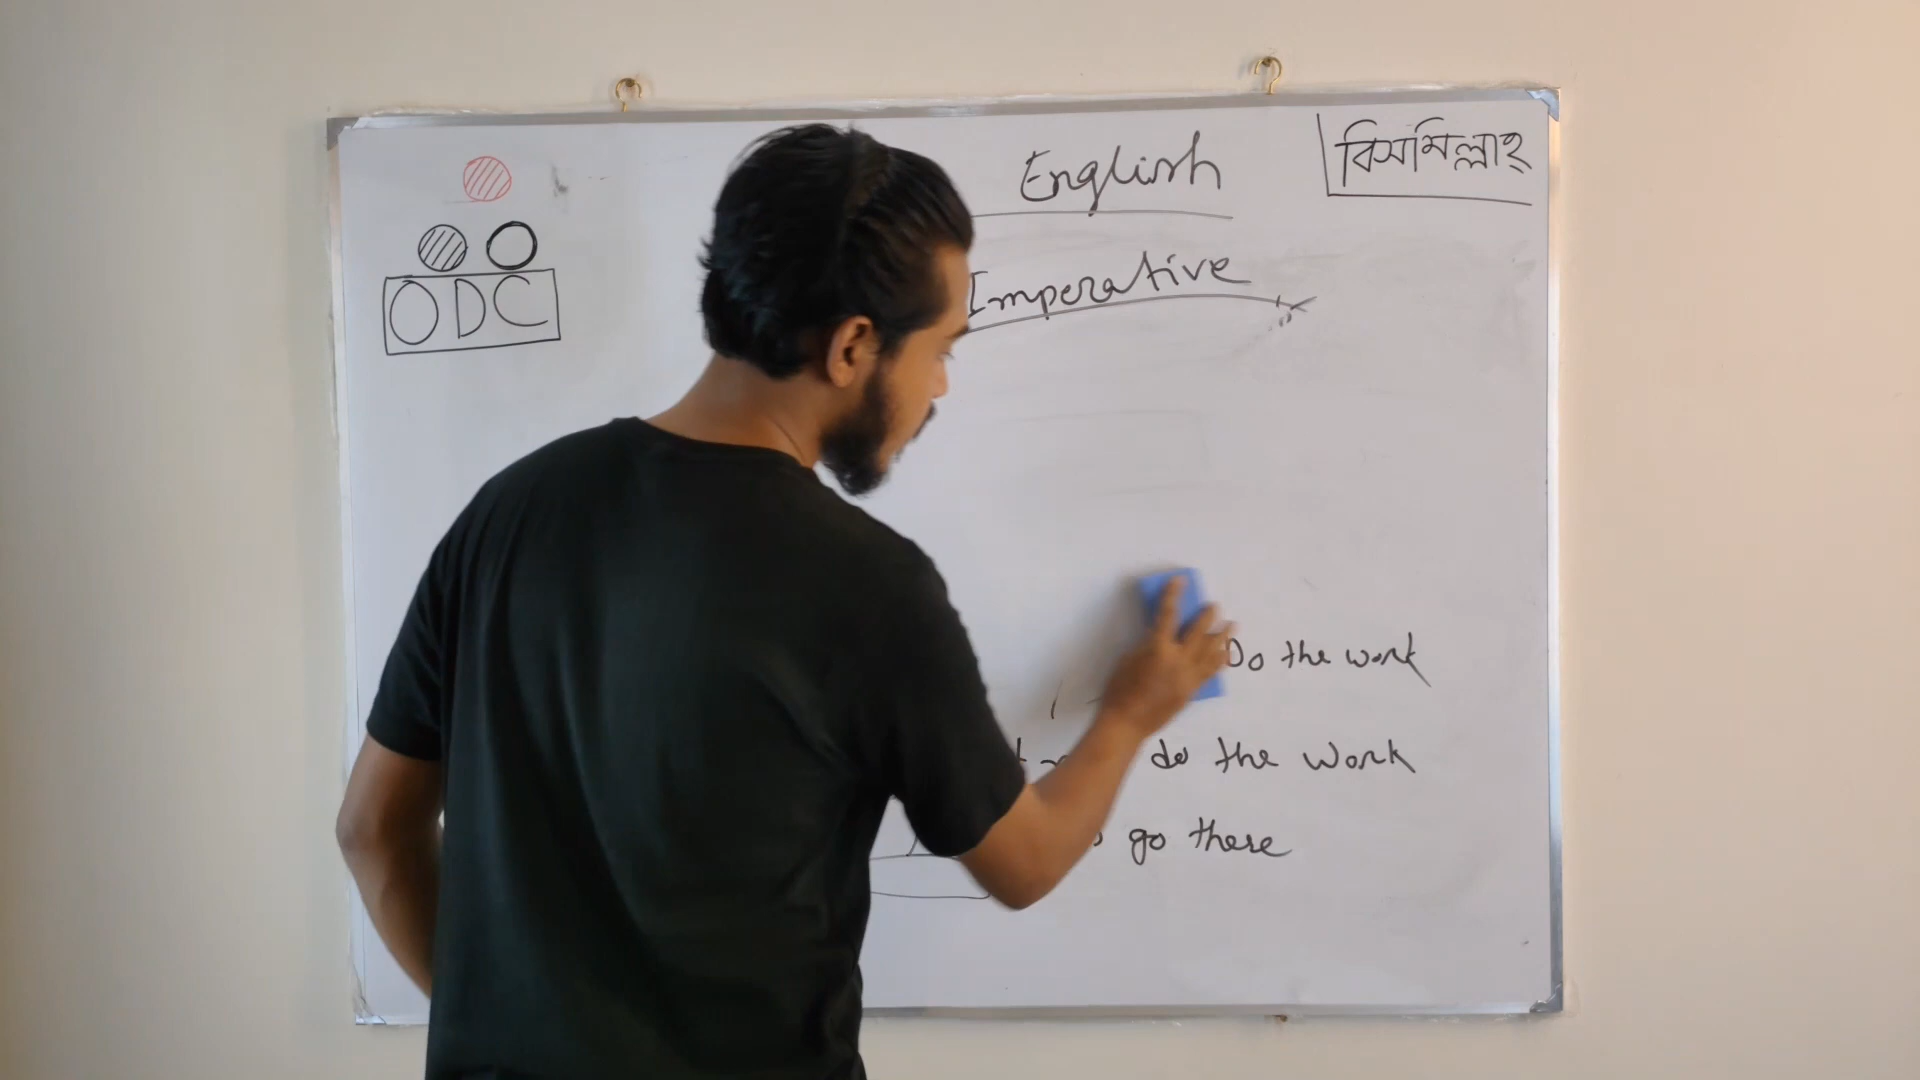 English
বিসমিল্লাহ
Imperative
ODC
Do the work
do the work
go there